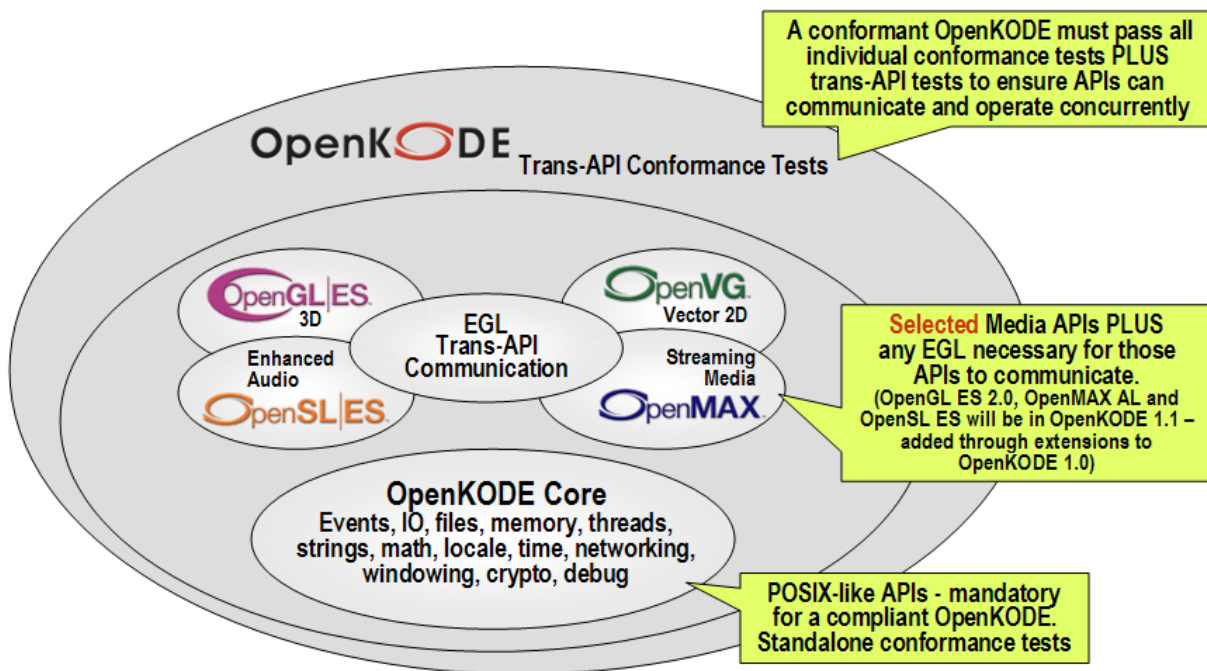 A conformant OpenKODE must pass all
individual conformance tests PLUS
trans-API tests to ensure APIs can
communicate and operate concurrently
OpenKODE
Trans-API Conformance Tests
OpenGL|ES™
3D
OpenVG™
Vector 2D
EGL
Trans-API
Communication
Enhanced
Audio
OpenSL|ES™
Streaming
Media
OpenMAX™
Selected Media APIs PLUS
any EGL necessary for those
APIs to communicate.
(OpenGL ES 2.0, OpenMAX AL and
OpenSL ES will be in OpenKODE 1.1 –
added through extensions to
OpenKODE 1.0)
OpenKODE Core
Events, IO, files, memory, threads,
strings, math, locale, time, networking,
windowing, crypto, debug
POSIX-like APIs - mandatory
for a compliant OpenKODE.
Standalone conformance tests